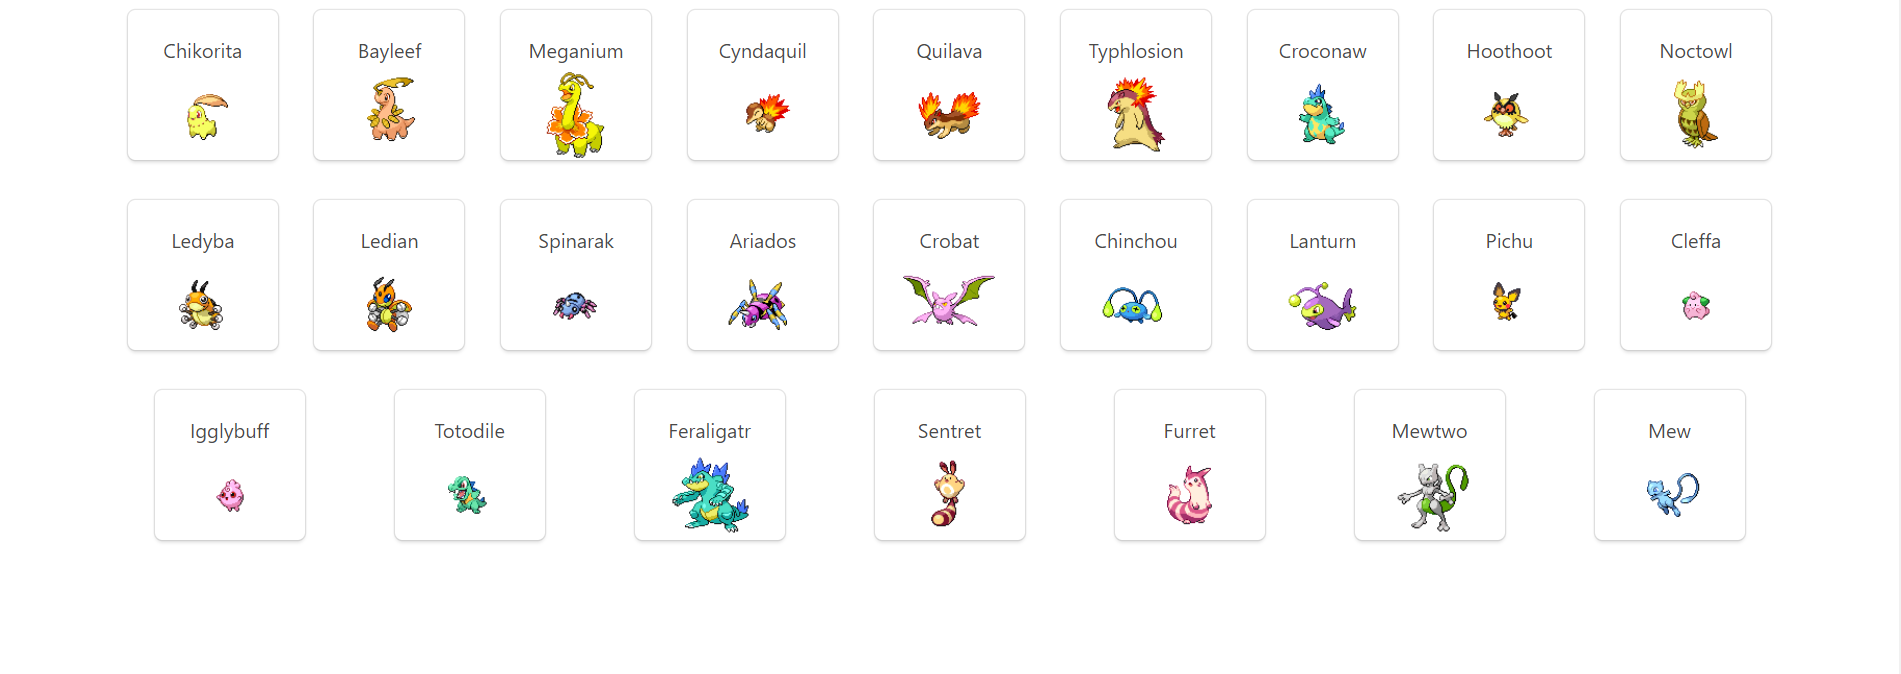 Chikorita Bayleef Meganium Cyndaquil Quilava Typhlosion Croconaw Hoothoot Noctowl
Ledyba Ledian Spinarak Ariados Crobat Chinchou Lanturn Pichu Cleffa
Igglybuff Totodile Feraligatr Sentret Furret Mewtwo Mew